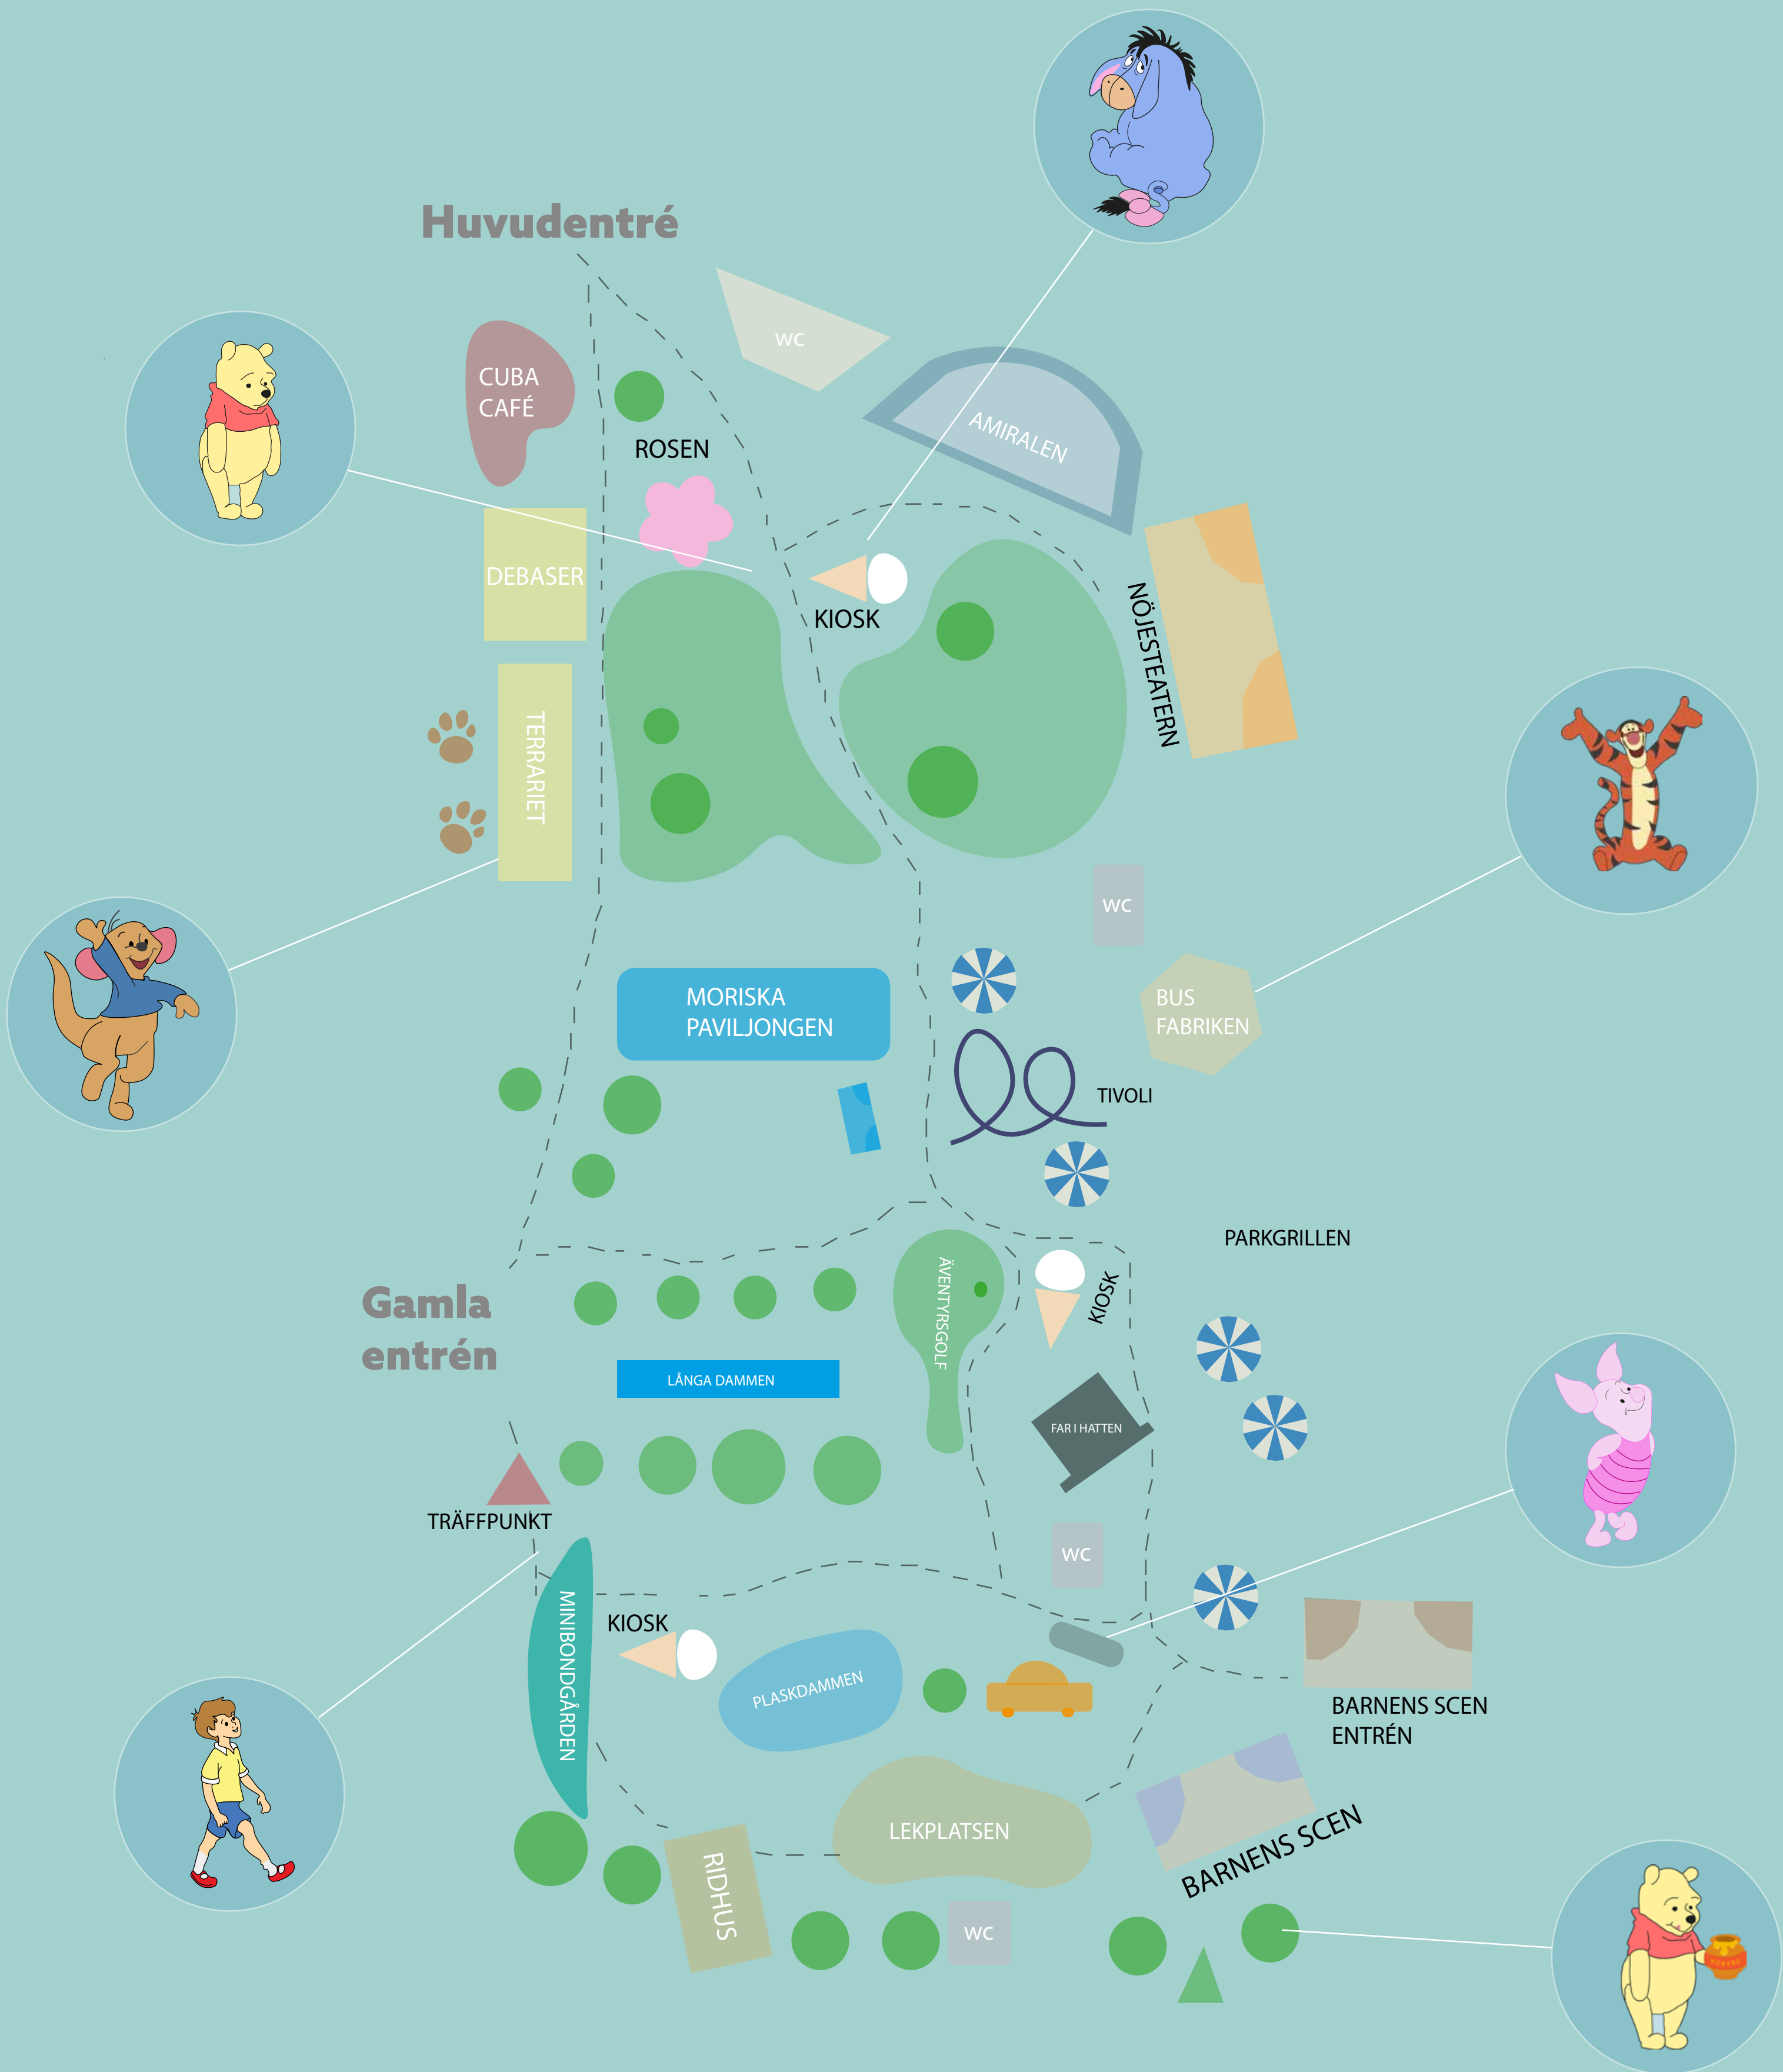 Huvudentré
WC
CUBA
CAFÉ
ROSEN
AMIRALEN
DEBASER
KIOSK
NÖJESTEATERN
TERRARIET
WC
MORISKA
PAVILJONGEN
BUS
FABRIKEN
TIVOLI
PARKGRILLEN
Gamla
entrén
ÄVENTYRSGOLF
KIOSK
LÅNGA DAMMEN
FAR I HATTEN
TRÄFFPUNKT
WC
MINIBONDGÅRDEN
KIOSK
PLASKDAMMEN
BARNENS SCEN
ENTRÉN
LEKPLATSEN
BARNENS SCEN
RIDHUS
WC